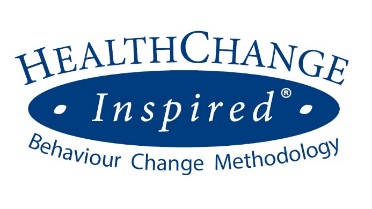 HEALTHCHANGE
• Inspired® •
Behaviour Change Methodology